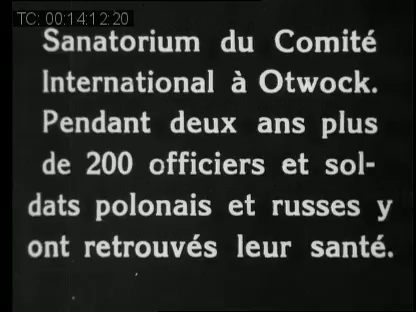 TC: 00:14:12:20
Sanatorium du Comité
International à Otwock.
Pendant deux ans plus
de 200 officiers et sol-
dats polonais et russes y
ont retrouvés leur santé.